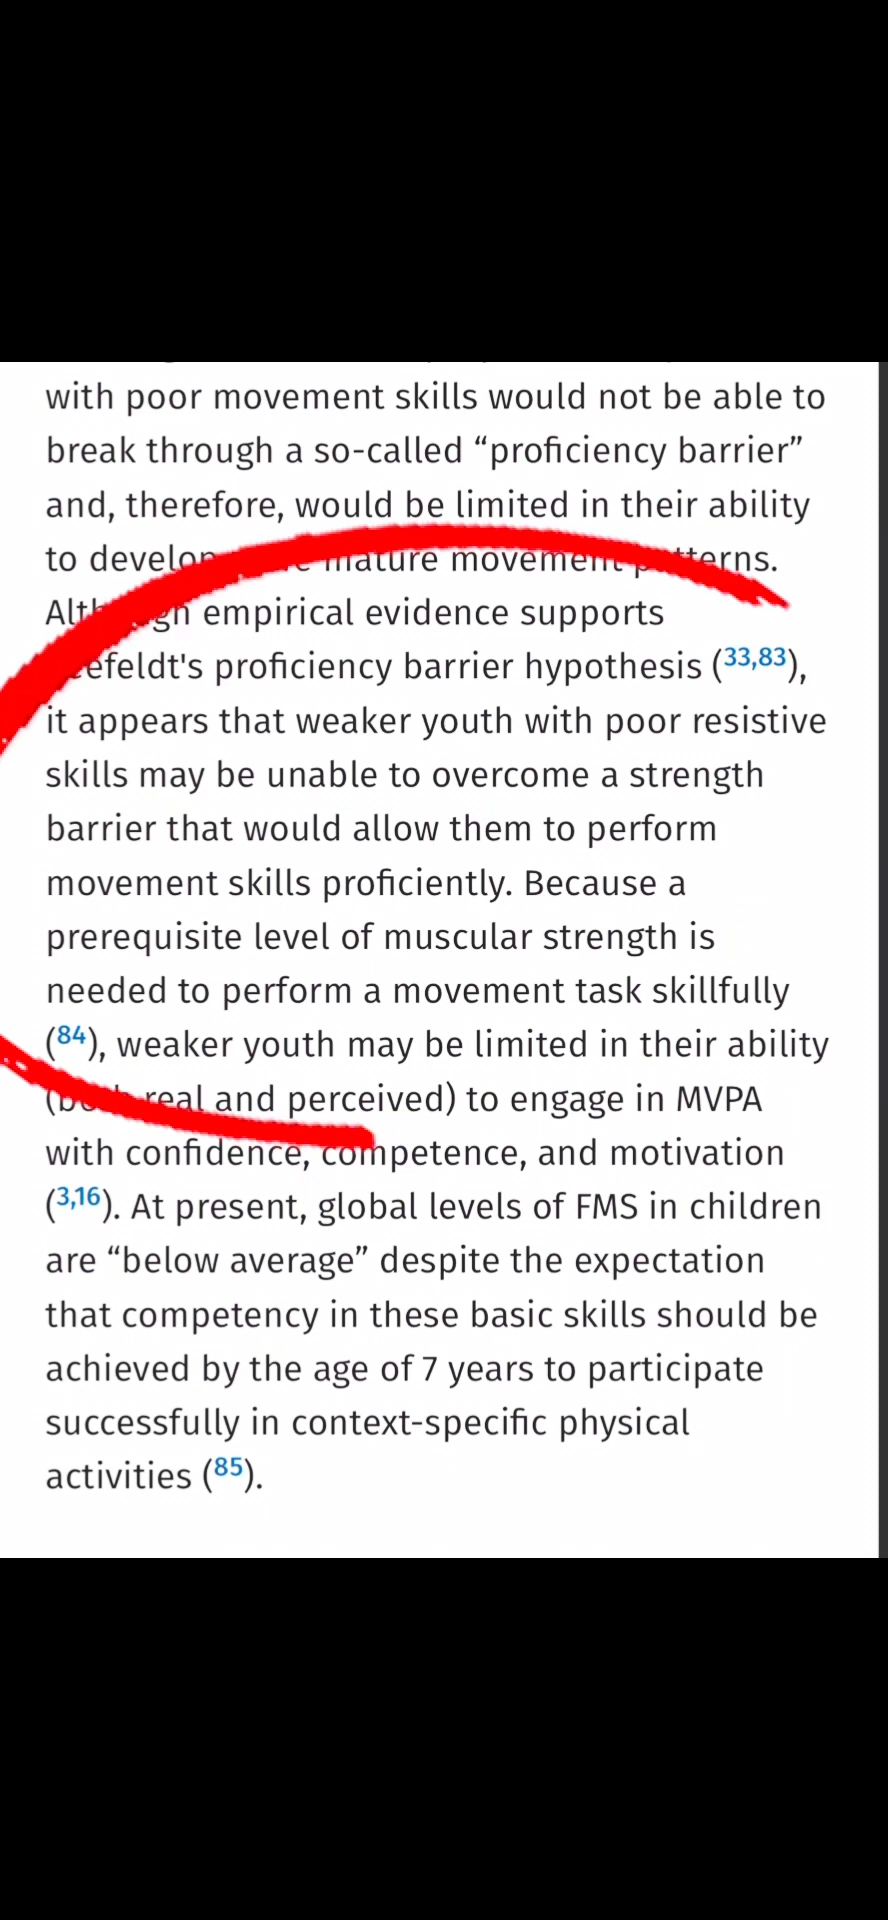 with poor movement skills would not be able to
break through a so-called “proficiency barrier”
and, therefore, would be limited in their ability
to develop mature movement patterns.
Although empirical evidence supports
Seefeldt's proficiency barrier hypothesis (33,83),
it appears that weaker youth with poor resistive
skills may be unable to overcome a strength
barrier that would allow them to perform
movement skills proficiently. Because a
prerequisite level of muscular strength is
needed to perform a movement task skillfully
(84), weaker youth may be limited in their ability
(both real and perceived) to engage in MVPA
with confidence, competence, and motivation
(3,16). At present, global levels of FMS in children
are “below average” despite the expectation
that competency in these basic skills should be
achieved by the age of 7 years to participate
successfully in context-specific physical
activities (85).